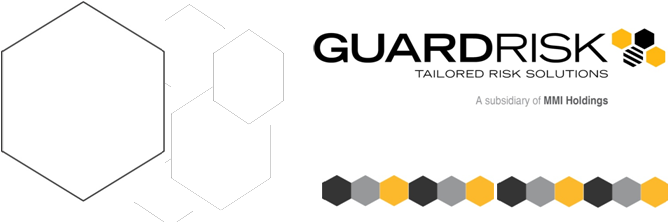 GUARDRISK
TAILORED RISK SOLUTIONS
A subsidiary of MMI Holdings